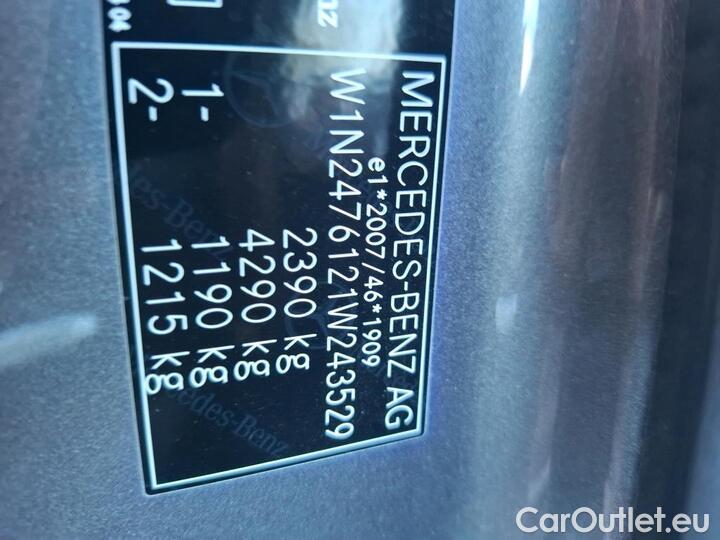 MERCEDES-BENZ AG
e1*2007/46*1909
W1N2476121W243529
2390 kg
4290 kg
1- 1190 kg
2- 1215 kg
CarOutlet.eu